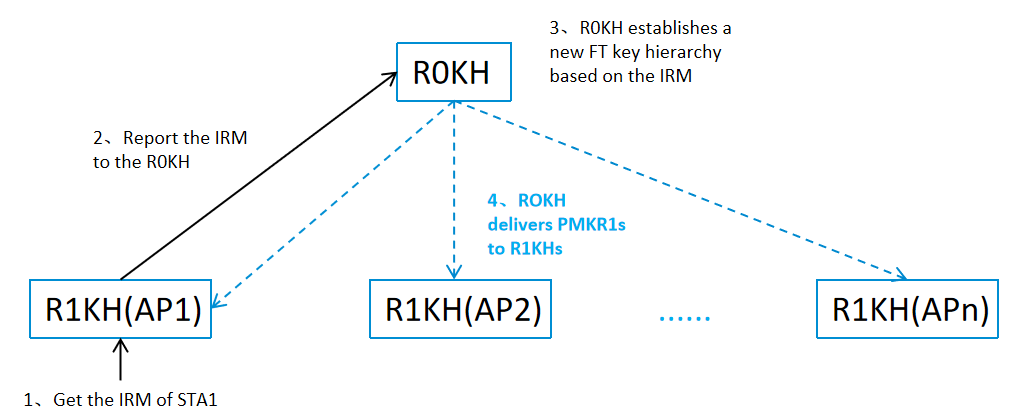 3、R0KH establishes a
new FT key hierarchy
based on the IRM
R0KH
2、Report the IRM
to the R0KH
4、ROKH
delivers PMKR1s
to R1KHs
R1KH(AP1)
R1KH(AP2)
......
R1KH(APn)
1、Get the IRM of STA1